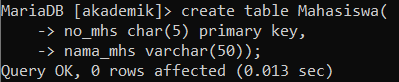 MariaDB [akademik]> create table Mahasiswa(
    -> no_mhs char(5) primary key,
    -> nama_mhs varchar(50));
Query OK, 0 rows affected (0.013 sec)